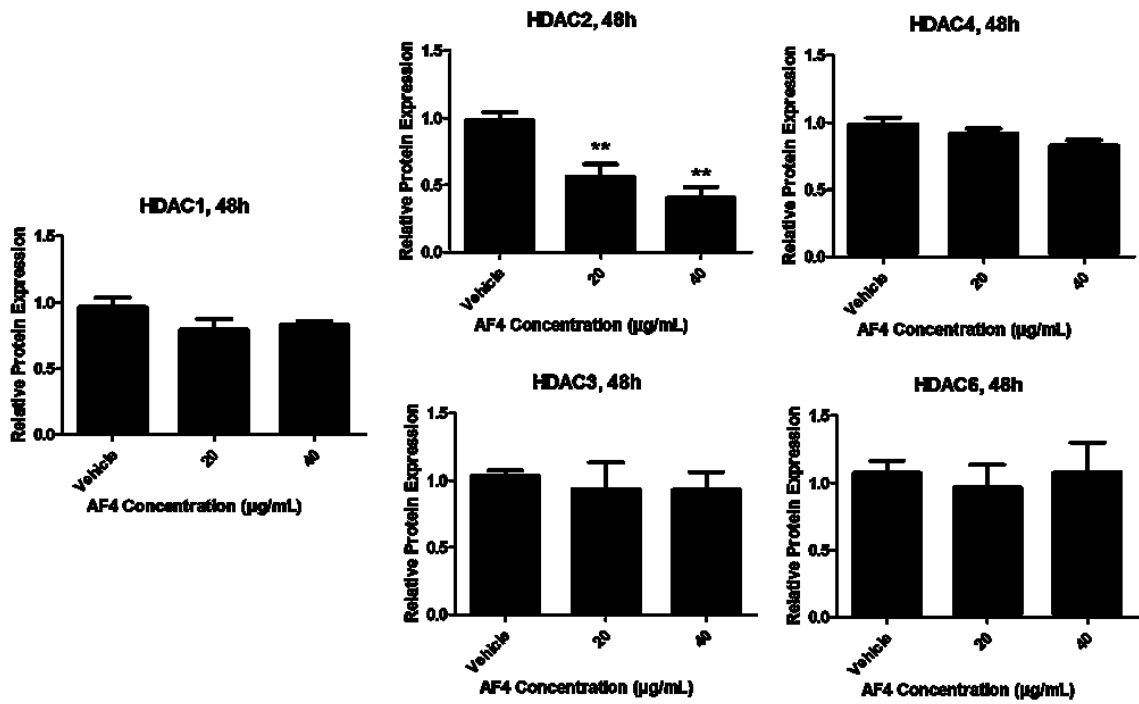 HDAC1, 48h
Relative Protein Expression
1.5
1.0
0.5
0.0
Vehicle
20
40
AF4 Concentration (µg/mL)
HDAC2, 48h
Relative Protein Expression
1.5
1.0
0.5
0.0
**
**
Vehicle
20
40
AF4 Concentration (µg/mL)
HDAC4, 48h
Relative Protein Expression
1.5
1.0
0.5
0.0
Vehicle
20
40
AF4 Concentration (µg/mL)
HDAC3, 48h
Relative Protein Expression
1.5
1.0
0.5
0.0
Vehicle
20
40
AF4 Concentration (µg/mL)
HDAC6, 48h
Relative Protein Expression
1.5
1.0
0.5
0.0
Vehicle
20
40
AF4 Concentration (µg/mL)